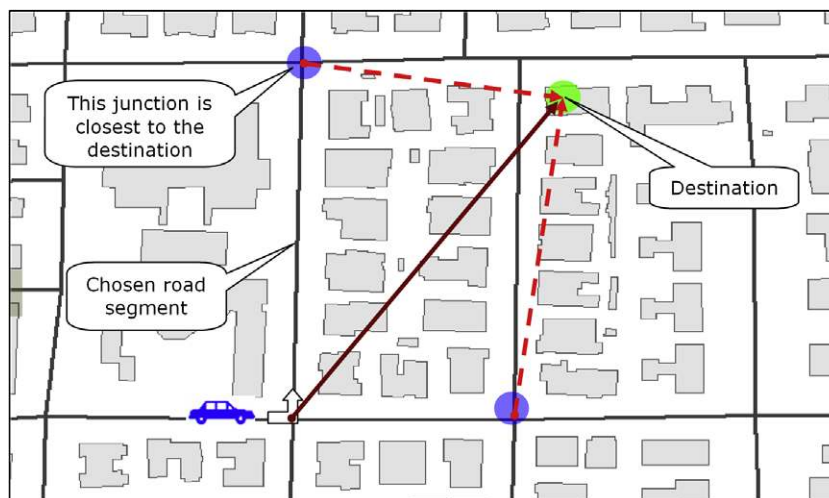 This junction is
closest to the
destination
Destination
Chosen road
segment